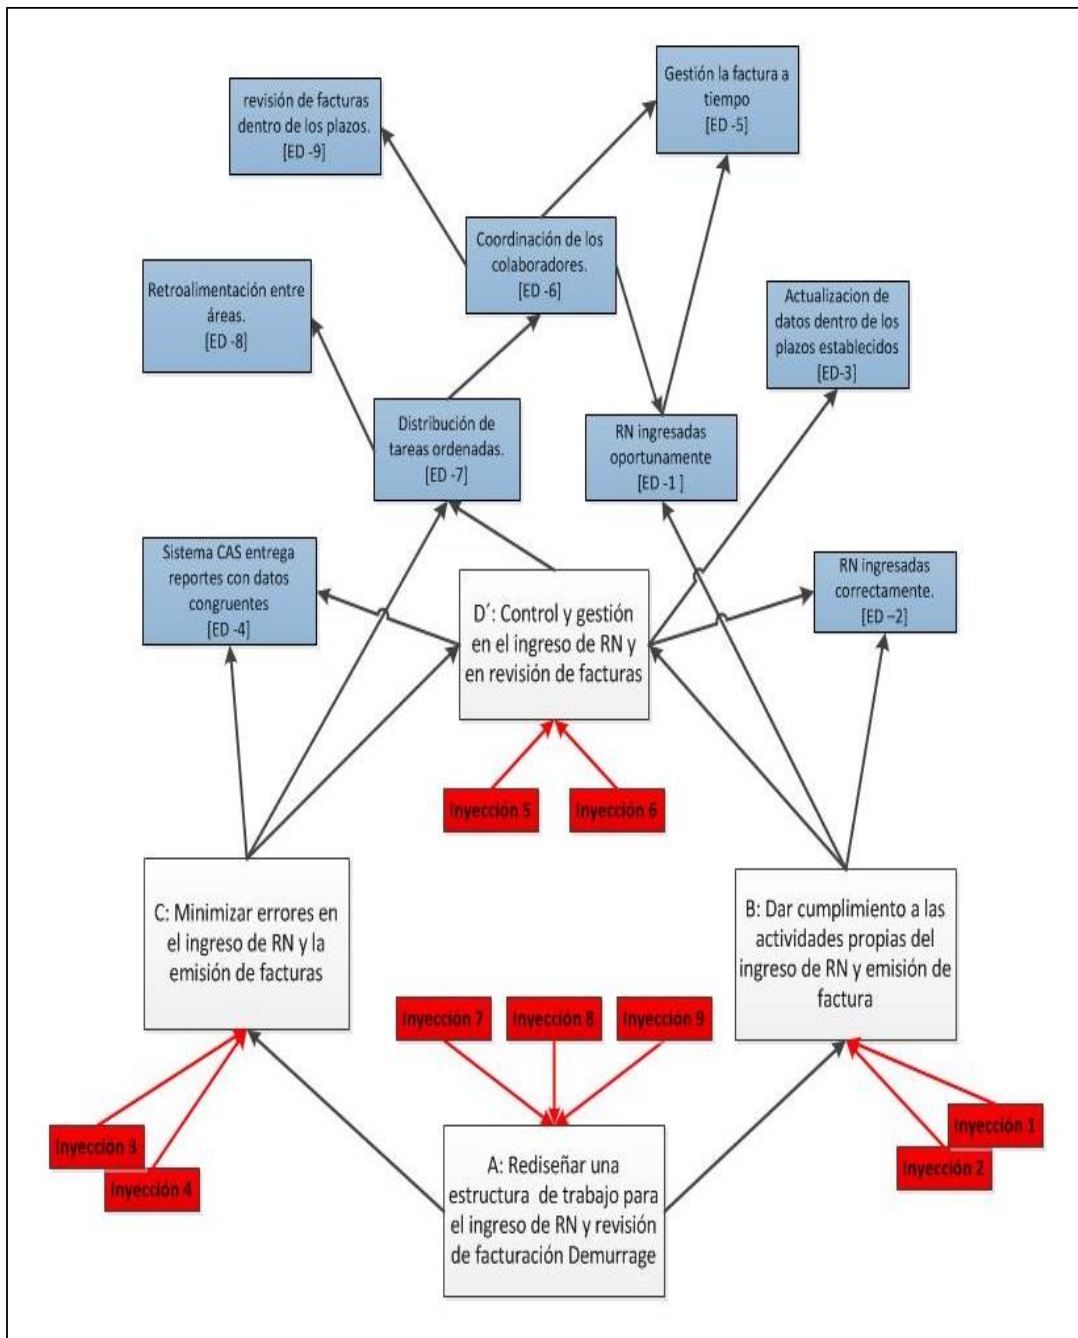 Gestión la factura a
tiempo
[ED -5]
revisión de facturas
dentro de los plazos.
[ED -9]
Coordinación de los
colaboradores.
[ED -6]
Retroalimentación entre
áreas.
[ED -8]
Actualizacion de
datos dentro de los
plazos establecidos
[ED-3]
Distribución de
tareas ordenadas.
[ED -7]
RN ingresadas
oportunamente
[ED -1 ]
Sistema CAS entrega
reportes con datos
congruentes
[ED -4]
RN ingresadas
correctamente.
[ED –2]
D´: Control y gestión
en el ingreso de RN y
en revisión de facturas
Inyección 5
Inyección 6
C: Minimizar errores en
el ingreso de RN y la
emisión de facturas
B: Dar cumplimiento a las
actividades propias del
ingreso de RN y emisión de
factura
Inyección 7
Inyección 8
Inyección 9
Inyección 3
Inyección 4
Inyección 1
Inyección 2
A: Rediseñar una
estructura de trabajo para
el ingreso de RN y revisión
de facturación Demurrage